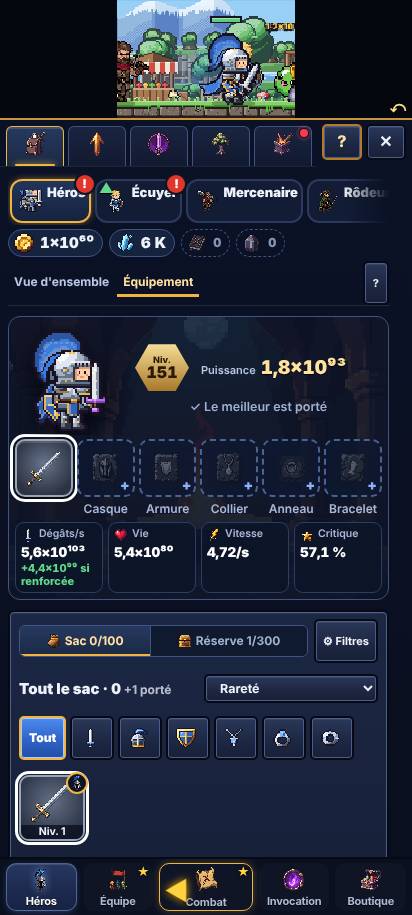 ?
×
Héros
!
Écuyer
!
Mercenaire
1×10⁶⁰
6 K
0
0
Vue d'ensemble
Équipement
?
Niv.
151
Puissance 1,8×10⁹³
✓ Le meilleur est porté
Casque
Armure
Collier
Anneau
Bracelet
Dégâts/s
5,6×10¹⁰³
+4,4×10⁹⁹ si
renforcée
Vie
5,4×10⁸⁰
Vitesse
4,72/s
Critique
57,1 %
Sac 0/100
Réserve 1/300
Filtres
Tout le sac · 0 +1 porté
Rareté
Tout
Niv. 1
Héros
Équipe
Combat
Invocation
Boutique